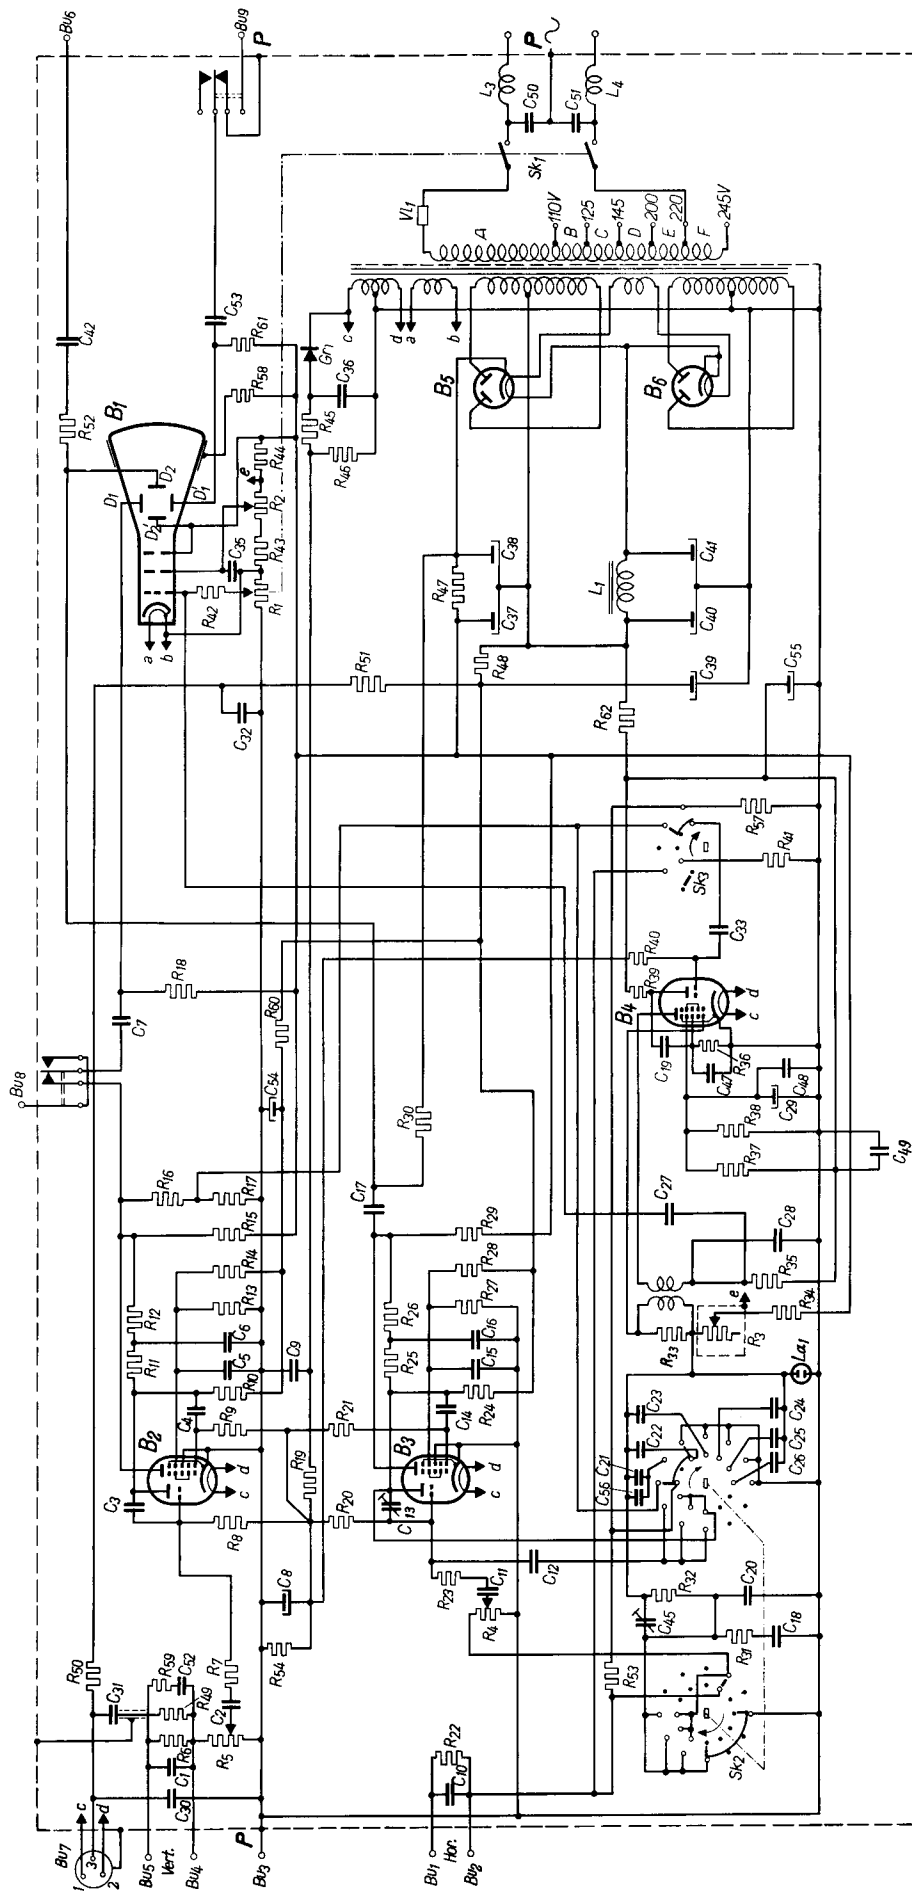 Bu6
Bu9
P
P
L3
C50
C51
L4
Sk1
VL1
A
110V
B
125
C
145
D
200
E
220
F
245V
C42
R52
C53
R61
R58
B1
D1
D2
D2'
D1'
R42
C35
R1
R43
R2
e
R44
a
b
Gr1
R45
C36
R46
c
d
a
b
B5
B6
R47
C37
C38
R48
L1
C40
C41
C39
C55
R62
R51
C32
R57
Sk3
R41
C33
R40
R39
B4
c
d
C19
C47
R36
C48
C29
R38
R37
C49
Bu8
C7
R18
R60
C54
R30
C17
R16
R17
R15
R14
R13
R12
R11
C6
C5
R10
C9
C4
R9
R21
B2
c
d
C3
R8
R19
R20
R29
R28
R27
R26
R25
C16
C15
R24
C14
B3
c
d
C13
R23
C11
R4
C12
C8
R54
C27
C28
R35
e
R34
R3
R33
La1
C23
C22
C21
C56
C24
C25
C26
R32
C45
C20
R31
C18
R53
Sk2
R50
C31
R59
C52
R49
R7
C2
R6
R5
C1
C30
R22
C10
Bu7
1
3
2
c
d
Bu5
Vert.
Bu4
P
Bu3
Bu1
Hor.
Bu2